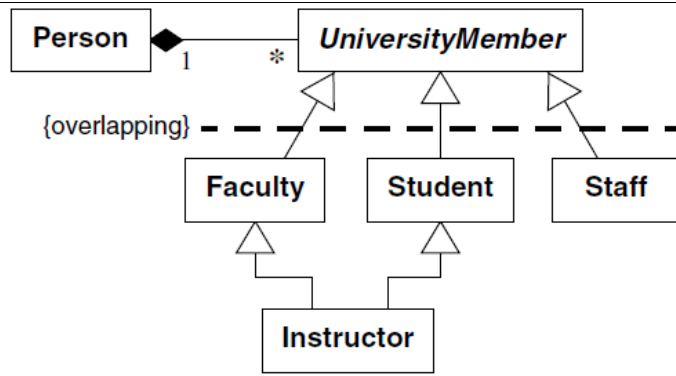 Person
UniversityMember
1
*
{overlapping}
Faculty
Student
Staff
Instructor